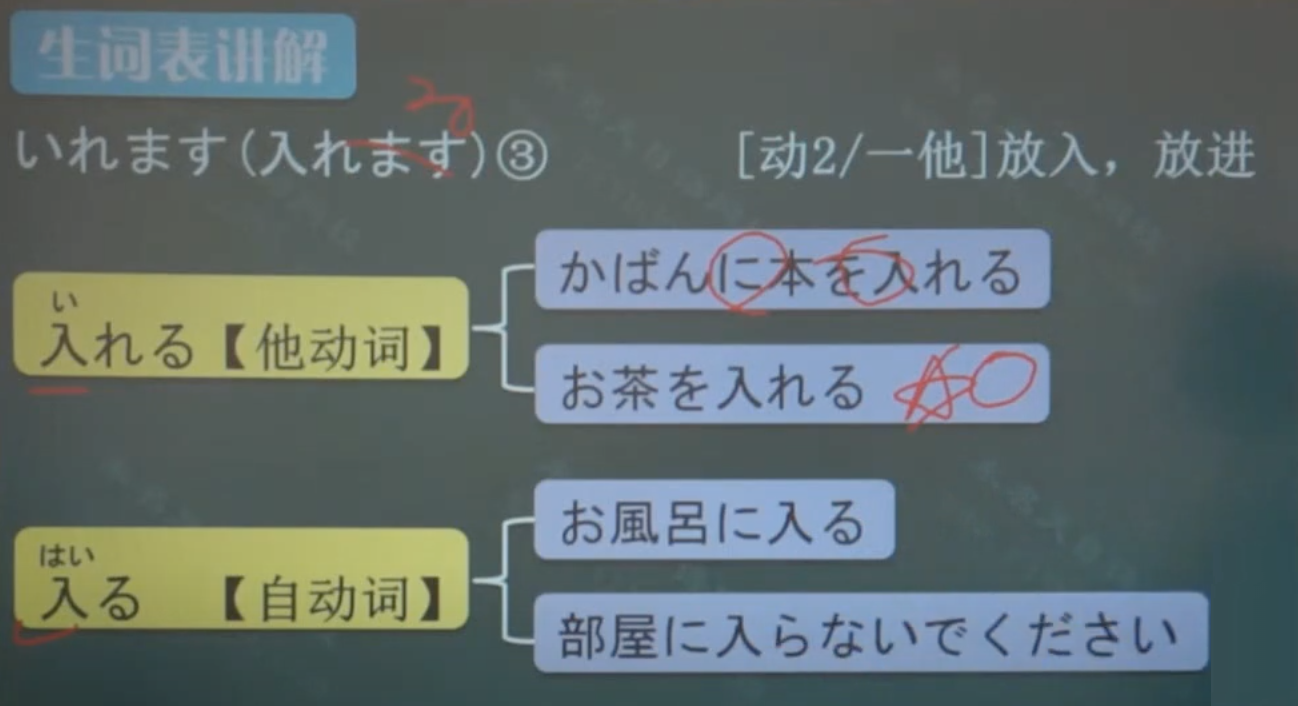 生词表讲解
いれます(入れます)③ [动2/一他]放入，放进
かばんに本を入れる
い
入れる【他动词】
お茶を入れる
お風呂に入る
はい
入る 【自动词】
部屋に入らないでください